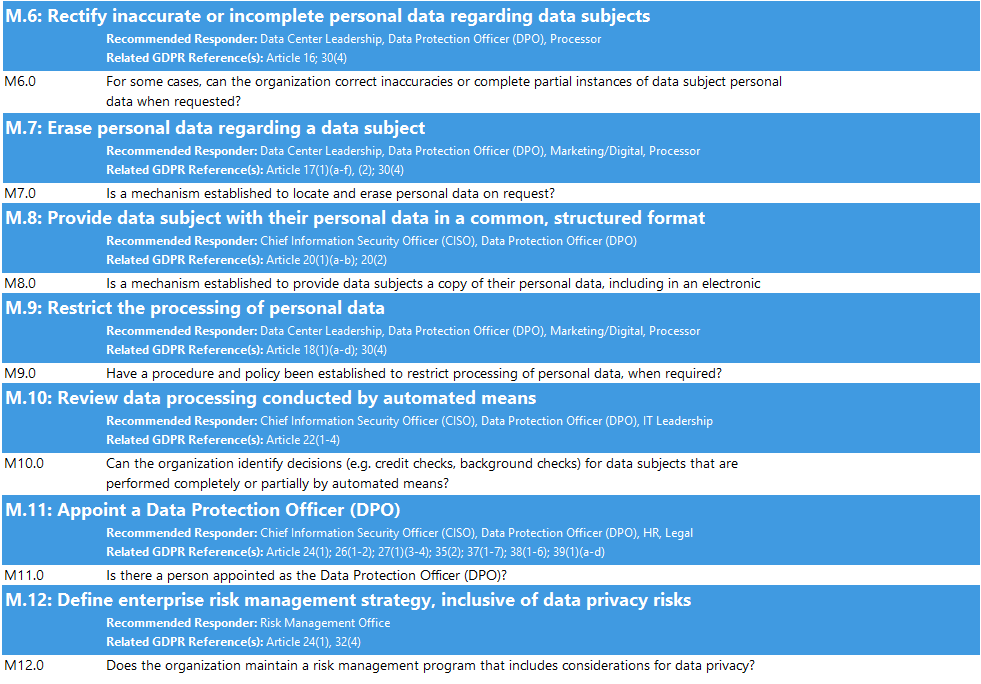 M.6: Rectify inaccurate or incomplete personal data regarding data subjects
Recommended Responder: Data Center Leadership, Data Protection Officer (DPO), Processor
Related GDPR Reference(s): Article 16; 30(4)
M6.0 For some cases, can the organization correct inaccuracies or complete partial instances of data subject personal
data when requested?
M.7: Erase personal data regarding a data subject
Recommended Responder: Data Center Leadership, Data Protection Officer (DPO), Marketing/Digital, Processor
Related GDPR Reference(s): Article 17(1)(a-f), (2); 30(4)
M7.0 Is a mechanism established to locate and erase personal data on request?
M.8: Provide data subject with their personal data in a common, structured format
Recommended Responder: Chief Information Security Officer (CISO), Data Protection Officer (DPO)
Related GDPR Reference(s): Article 20(1)(a-b); 20(2)
M8.0 Is a mechanism established to provide data subjects a copy of their personal data, including in an electronic
M.9: Restrict the processing of personal data
Recommended Responder: Data Center Leadership, Data Protection Officer (DPO), Marketing/Digital, Processor
Related GDPR Reference(s): Article 18(1)(a-d); 30(4)
M9.0 Have a procedure and policy been established to restrict processing of personal data, when required?
M.10: Review data processing conducted by automated means
Recommended Responder: Chief Information Security Officer (CISO), Data Protection Officer (DPO), IT Leadership
Related GDPR Reference(s): Article 22(1-4)
M10.0 Can the organization identify decisions (e.g. credit checks, background checks) for data subjects that are
performed completely or partially by automated means?
M.11: Appoint a Data Protection Officer (DPO)
Recommended Responder: Chief Information Security Officer (CISO), Data Protection Officer (DPO), HR, Legal
Related GDPR Reference(s): Article 24(1); 26(1-2); 27(1)(3-4); 35(2); 37(1-7); 38(1-6); 39(1)(a-d)
M11.0 Is there a person appointed as the Data Protection Officer (DPO)?
M.12: Define enterprise risk management strategy, inclusive of data privacy risks
Recommended Responder: Risk Management Office
Related GDPR Reference(s): Article 24(1), 32(4)
M12.0 Does the organization maintain a risk management program that includes considerations for data privacy?